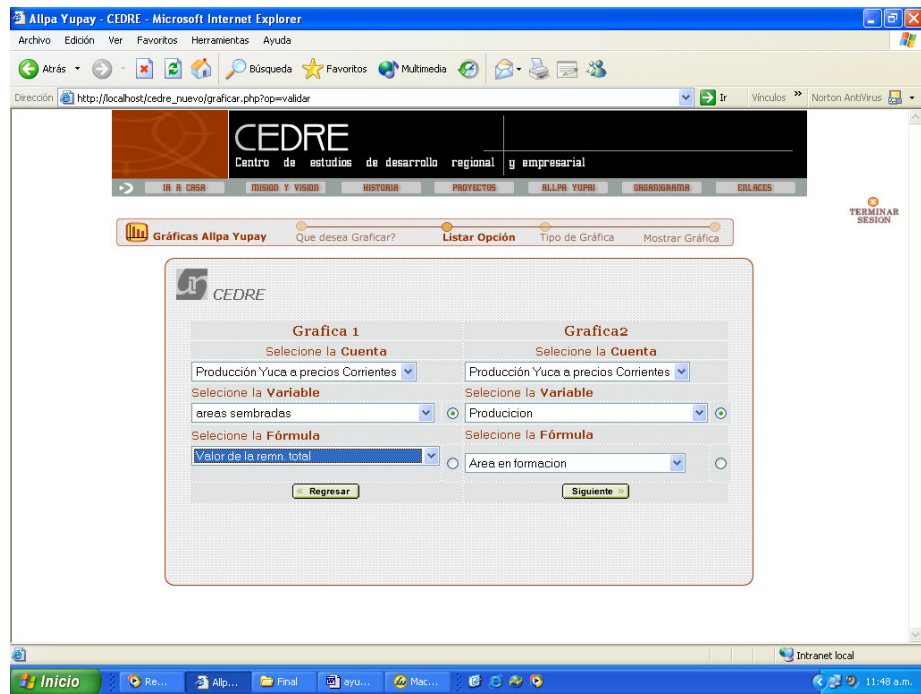 Allpa Yupay - CEDRE - Microsoft Internet Explorer
Archivo Edición Ver Favoritos Herramientas Ayuda
Atrás Búsqueda Favoritos Multimedia
Dirección http://localhost/cedre_nuevo/graficar.php?op=validar Ir Vínculos » Norton AntiVirus
CEDRE
Centro de estudios de desarrollo regional y empresarial
IR A CASA MISION Y VISION HISTORIA PROYECTOS ALLPA YUPAI ORGANIGRAMA ENLACES
TERMINAR
SESION
Gráficas Allpa Yupay Que desea Graficar? Listar Opción Tipo de Gráfica Mostrar Gráfica
CEDRE
Grafica 1 Grafica2
Selecione la Cuenta Selecione la Cuenta
Producción Yuca a precios Corrientes Producción Yuca a precios Corrientes
Selecione la Variable Selecione la Variable
areas sembradas Producicion
Selecione la Fórmula Selecione la Fórmula
Valor de la remn. total Area en formacion
« Regresar Siguiente »
Intranet local
Inicio Re... Allp... Final ayu... Mac... 11:48 a.m.